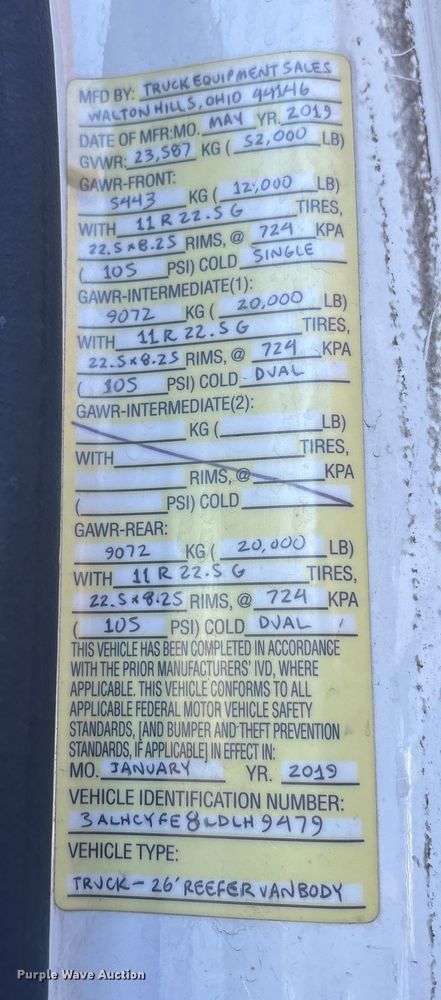 MFD BY: TRUCK EQUIPMENT SALES
WALTON HILLS, OHIO 44146
DATE OF MFR: MO. MAY YR. 2019
GVWR: 23,587 KG ( 52,000 LB)
GAWR-FRONT:
5443 KG ( 12,000 LB)
WITH 11 R 22.5 G TIRES,
22.5 x 8.25 RIMS, @ 724 KPA
( 105 PSI) COLD SINGLE
GAWR-INTERMEDIATE(1):
9072 KG ( 20,000 LB)
WITH 11 R 22.5 G TIRES,
22.5 x 8.25 RIMS, @ 724 KPA
( 105 PSI) COLD - DUAL
GAWR-INTERMEDIATE(2):
KG ( LB)
WITH TIRES,
RIMS, @ KPA
( PSI) COLD
GAWR-REAR:
9072 KG ( 20,000 LB)
WITH 11 R 22.5 G TIRES,
22.5 x 8.25 RIMS, @ 724 KPA
( 105 PSI) COLD DUAL
THIS VEHICLE HAS BEEN COMPLETED IN ACCORDANCE
WITH THE PRIOR MANUFACTURERS' IVD, WHERE
APPLICABLE. THIS VEHICLE CONFORMS TO ALL
APPLICABLE FEDERAL MOTOR VEHICLE SAFETY
STANDARDS, [AND BUMPER AND THEFT PREVENTION
STANDARDS, IF APPLICABLE] IN EFFECT IN:
MO. JANUARY YR. 2019
VEHICLE IDENTIFICATION NUMBER:
3ALHCYFE8LDLH9479
VEHICLE TYPE:
TRUCK - 26' REEFER VAN BODY
Purple Wave Auction